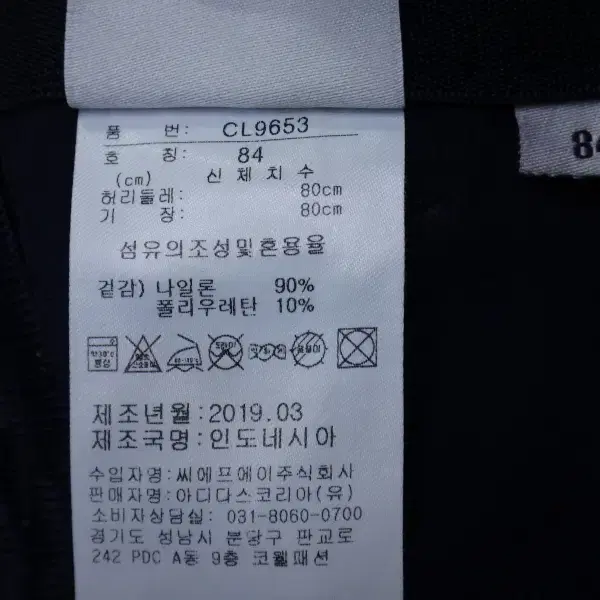 품 번: CL9653
호 칭: 84
(cm) 신 체 치 수
허리둘레: 80cm
기 장: 80cm
섬유의조성및혼용율
겉감) 나일론 90%
폴리우레탄 10%
제조년월:2019.03
제조국명:인도네시아
수입자명:씨에프에이주식회사
판매자명:아디다스코리아(유)
소비자상담실: 031-8060-0700
경기도 성남시 분당구 판교로
242 PDC A동 9층 코웰패션
84